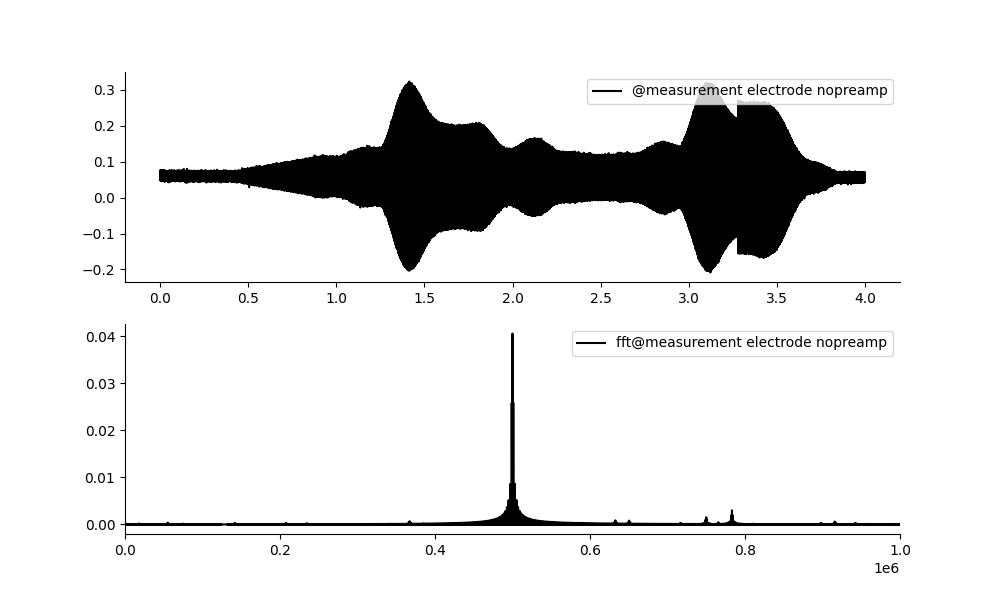 @measurement electrode nopreamp
0.3
0.2
0.1
0.0
−0.1
−0.2
0.0 0.5 1.0 1.5 2.0 2.5 3.0 3.5 4.0
fft@measurement electrode nopreamp
0.04
0.03
0.02
0.01
0.00
0.0 0.2 0.4 0.6 0.8 1.0
1e6